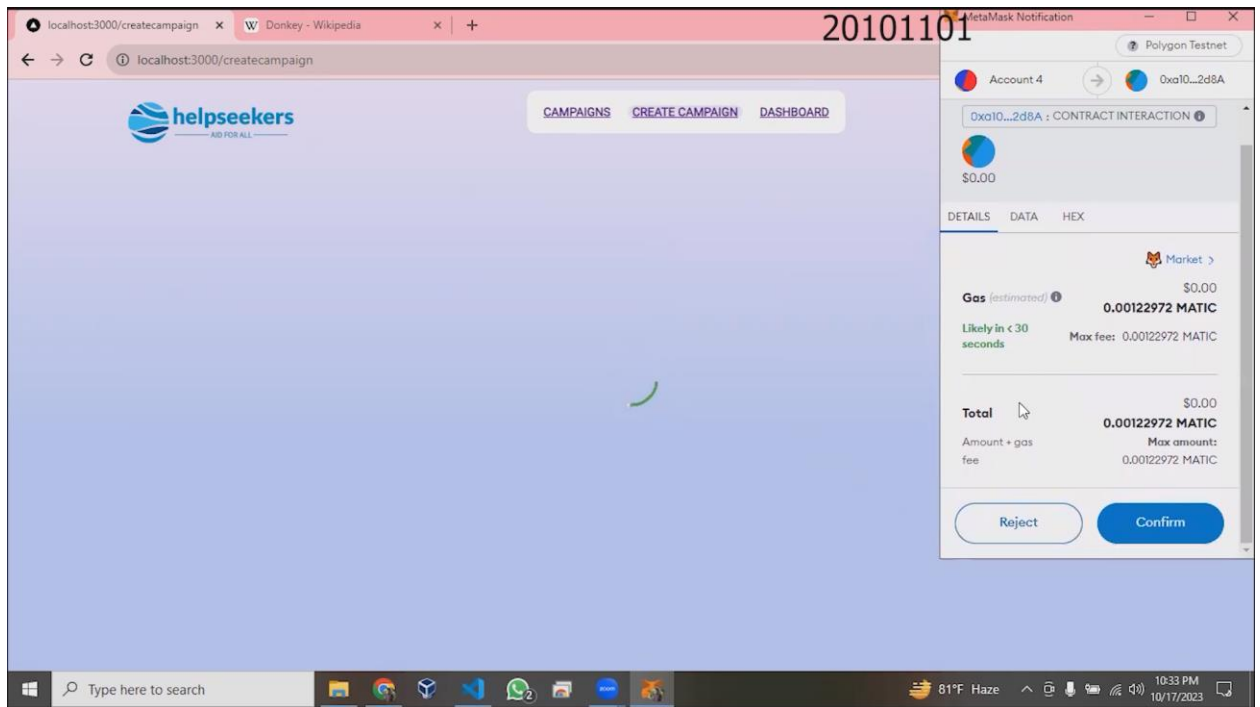 localhost:3000/createcampaign
W Donkey - Wikipedia
20101101
MetaMask Notification
localhost:3000/createcampaign
Polygon Testnet
Account 4
0xa10...2d8A
helpseekers
AID FOR ALL
CAMPAIGNS CREATE CAMPAIGN DASHBOARD
0xa10...2d8A : CONTRACT INTERACTION
$0.00
DETAILS DATA HEX
Market >
Gas (estimated)
$0.00
0.00122972 MATIC
Likely in < 30
seconds
Max fee: 0.00122972 MATIC
Total
$0.00
0.00122972 MATIC
Amount + gas
fee
Max amount:
0.00122972 MATIC
Reject
Confirm
Type here to search
2
zoom
81°F Haze
10:33 PM
10/17/2023